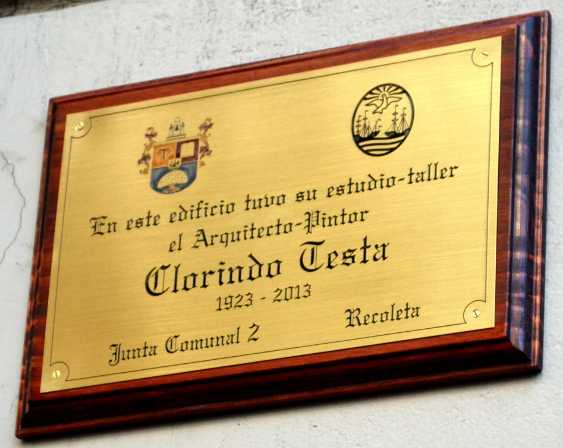 En este edificio tuvo su estudio-taller
el Arquitecto-Pintor
Clorindo Testa
1923 - 2013
Junta Comunal 2 Recoleta